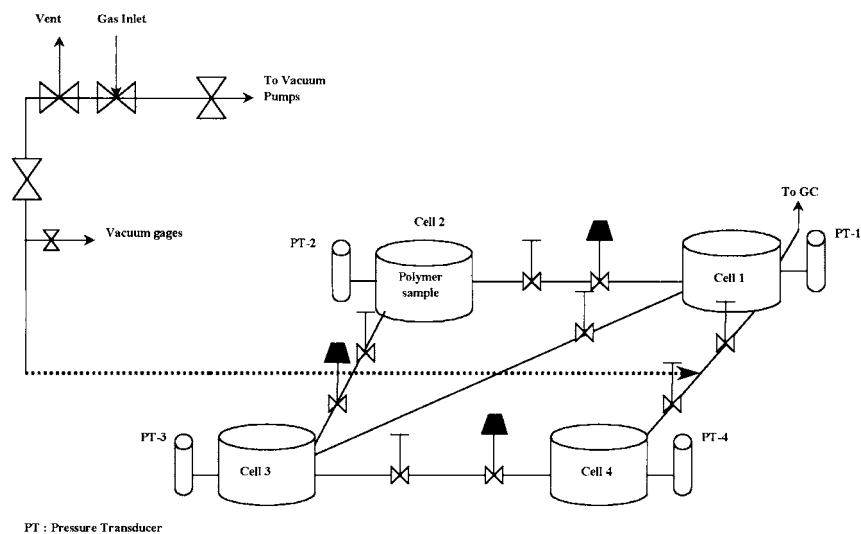 Vent
Gas Inlet
To Vacuum
Pumps
To GC
Vacuum gages
Cell 2
PT-2
PT-1
Polymer
sample
Cell 1
PT-3
PT-4
Cell 3
Cell 4
PT : Pressure Transducer